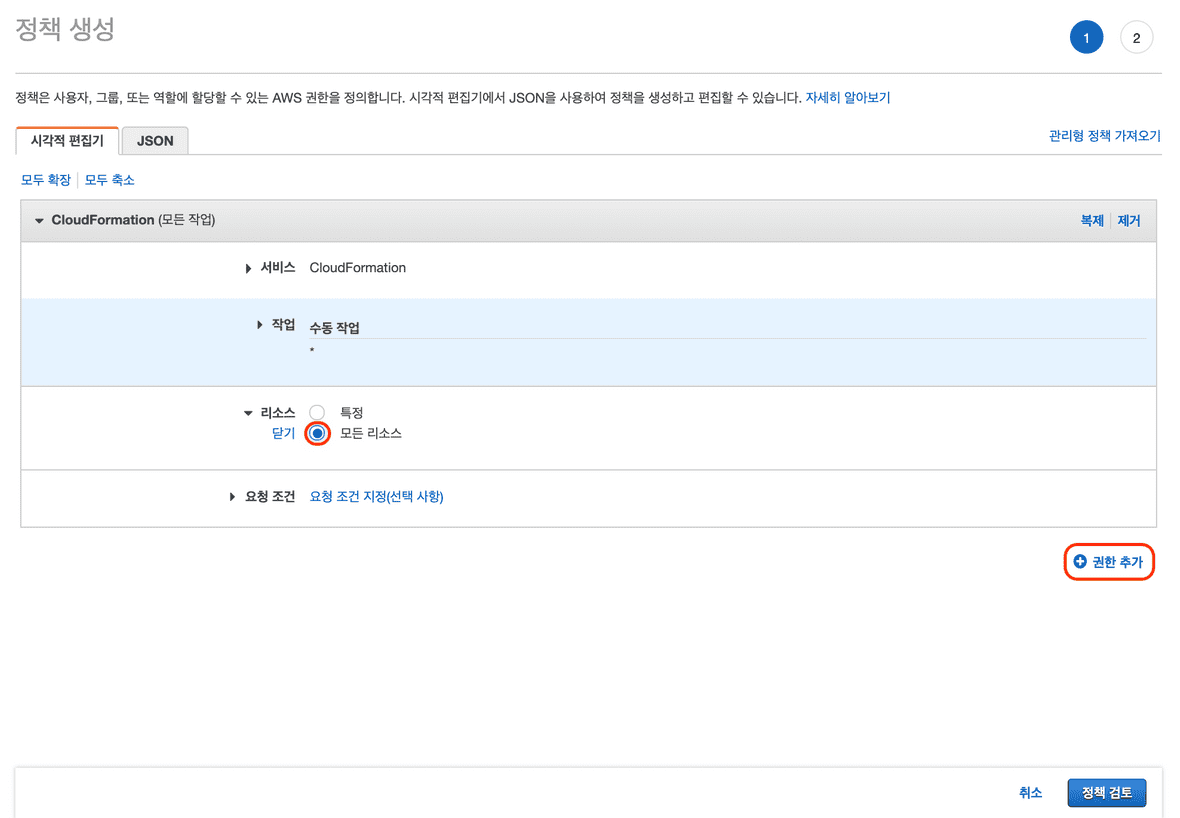 정책 생성
1 2
정책은 사용자, 그룹, 또는 역할에 할당할 수 있는 AWS 권한을 정의합니다. 시각적 편집기에서 JSON을 사용하여 정책을 생성하고 편집할 수 있습니다. 자세히 알아보기
시각적 편집기 JSON 관리형 정책 가져오기
모두 확장 모두 축소
CloudFormation (모든 작업) 복제 제거
서비스 CloudFormation
작업 수동 작업
*
리소스 특정
닫기 모든 리소스
요청 조건 요청 조건 지정(선택 사항)
권한 추가
취소 정책 검토